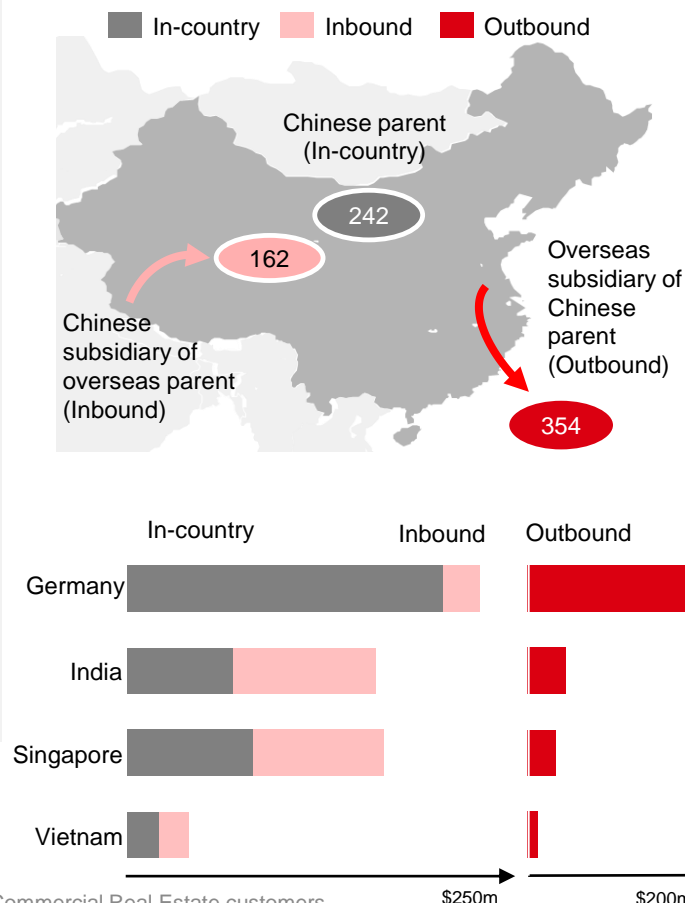 In-country Inbound Outbound
Chinese parent
(In-country)
242
162
Overseas
subsidiary of
Chinese
parent
(Outbound)
Chinese
subsidiary of
overseas parent
(Inbound)
354
In-country Inbound Outbound
Germany
India
Singapore
Vietnam
$250m $200m
Commercial Real Estate customers